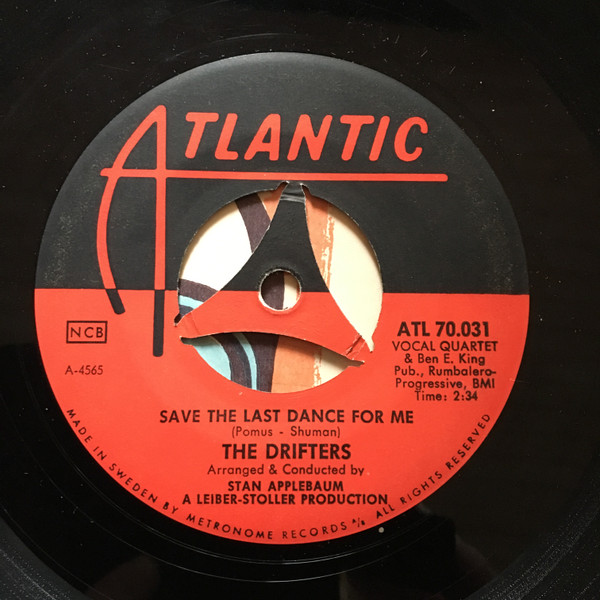 ATLANTIC
NCB
A-4565
ATL 70.031
VOCAL QUARTET
& Ben E. King
Pub., Rumbalero-
Progressive, BMI
Time: 2:34
SAVE THE LAST DANCE FOR ME
(Pomus - Shuman)
THE DRIFTERS
Arranged & Conducted by
STAN APPLEBAUM
A LEIBER-STOLLER PRODUCTION
MADE IN SWEDEN BY METRONOME RECORDS A/B ALL RIGHTS RESERVED